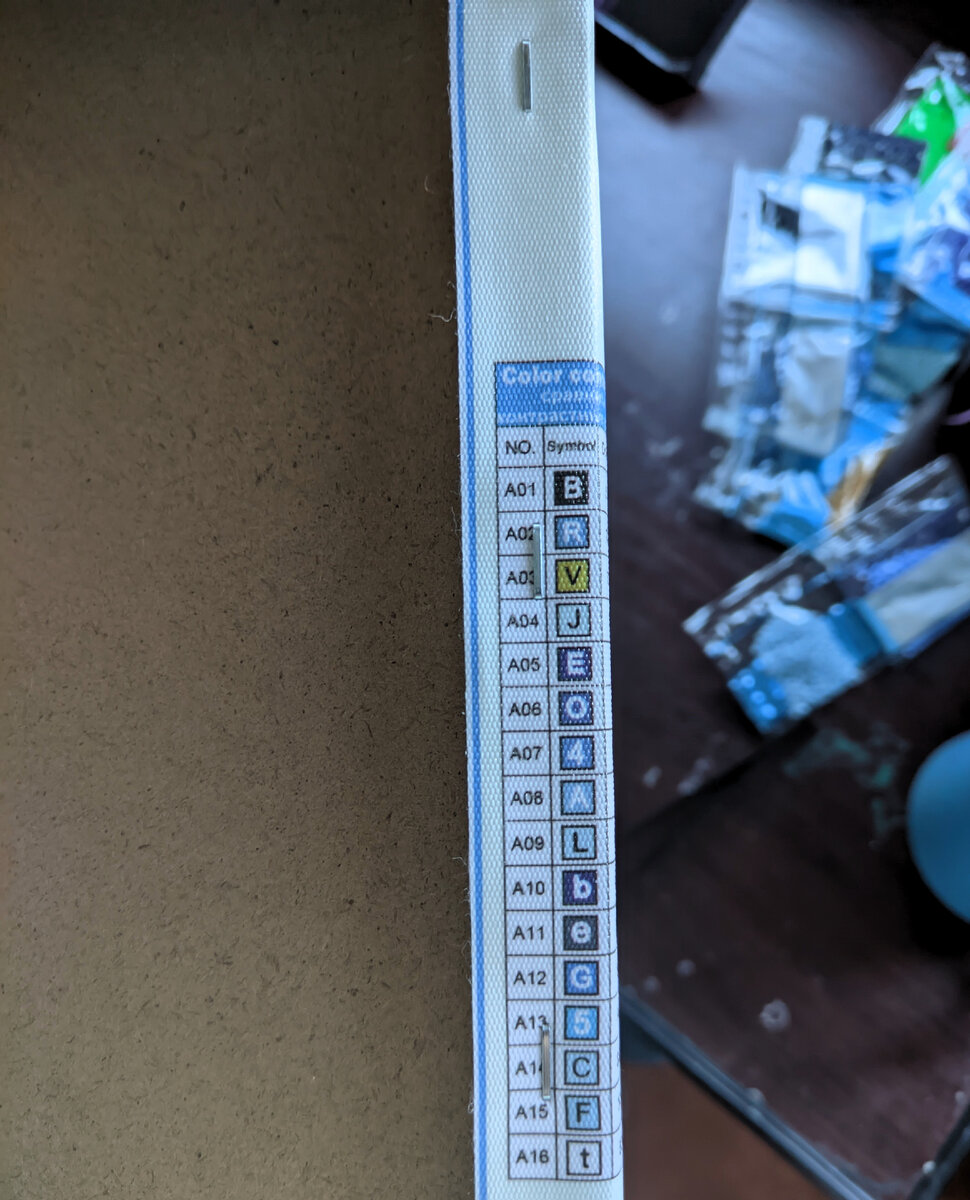 Color
NO. Symbol
A01 B
A02 R
A03 V
A04 J
A05 E
A06 O
A07 4
A08 A
A09 L
A10 b
A11 e
A12 G
A13 5
A14 C
A15 F
A16 t